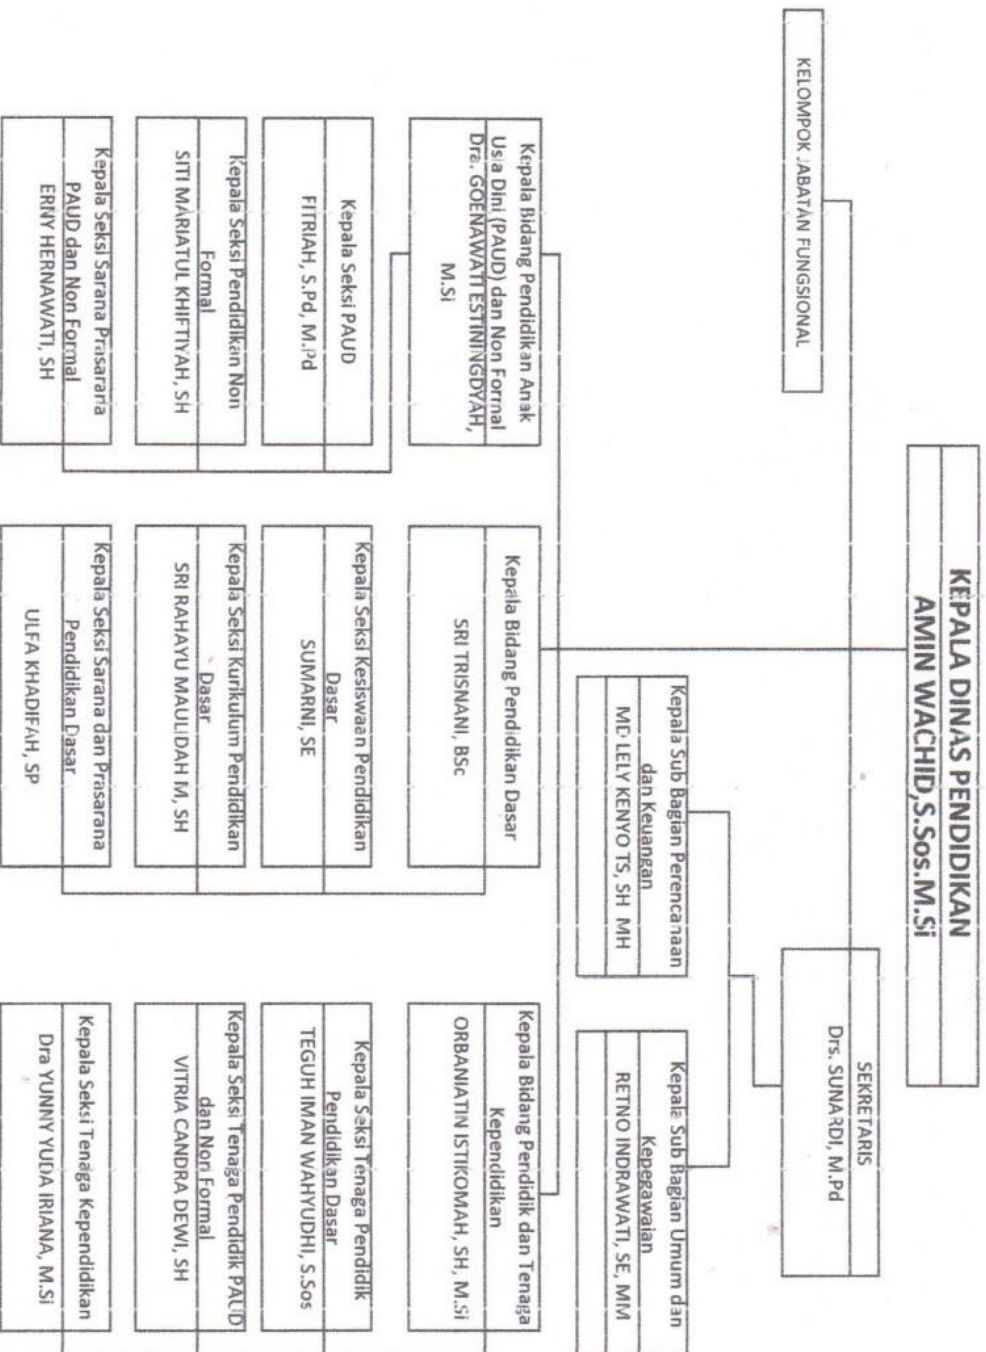 KEPALA DINAS PENDIDIKAN
AMIN WACHID,S.Sos.M.Si
KELOMPOK JABATAN FUNGSIONAL
SEKRETARIS
Drs. SUNARDI, M.Pd
Kepala Sub Bagian Perencanaan
dan Keuangan
MD LELY KENYO TS, SH MH
Kepala Sub Bagian Umum dan
Kepegawaian
RETNO INDRAWATI, SE, MM
Kepala Bidang Pendidikan Anak
Usia Dini (PAUD) dan Non Formal
Dra. GOENAWATI ESTININGDYAH,
M.Si
Kepala Seksi PAUD
FITRIAH, S.Pd, M.Pd
Kepala Seksi Pendidikan Non
Formal
SITI MARIATUL KHIFTIYAH, SH
Kepala Seksi Sarana Prasarana
PAUD dan Non Formal
ERNY HERNAWATI, SH
Kepala Bidang Pendidikan Dasar
SRI TRISNANI, BSc
Kepala Seksi Kesiswaan Pendidikan
Dasar
SUMARNI, SE
Kepala Seksi Kurikulum Pendidikan
Dasar
SRI RAHAYU MAULIDAH M, SH
Kepala Seksi Sarana dan Prasarana
Pendidikan Dasar
ULFA KHADIFAH, SP
Kepala Bidang Pendidik dan Tenaga
Kependidikan
ORBANIATIN ISTIKOMAH, SH, M.Si
Kepala Seksi Tenaga Pendidik
Pendidikan Dasar
TEGUH IMAN WAHYUDHI, S.Sos
Kepala Seksi Tenaga Pendidik PAUD
dan Non Formal
VITRIA CANDRA DEWI, SH
Kepala Seksi Tenaga Kependidikan
Dra YUNNY YUDA IRIANA, M.Si